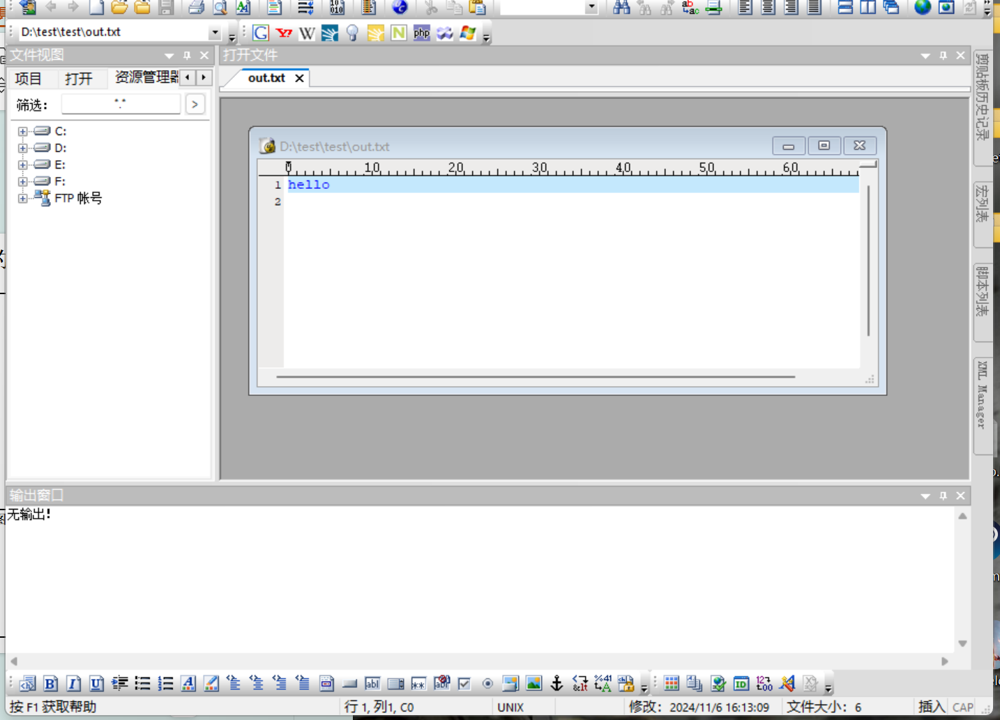 D:\test\test\out.txt
php
文件视图
打开文件
项目 打开 资源管理器
out.txt
筛选： *.*
C:
D:
E:
F:
FTP 帐号
D:\test\test\out.txt
0 10 20 30 40 50 60
1 hello
2
剪贴板历史记录
宏列表
脚本列表
XML Manager
输出窗口
无输出!
按 F1 获取帮助
行 1, 列1, C0
UNIX
修改： 2024/11/6 16:13:09
文件大小： 6
插入
CAP